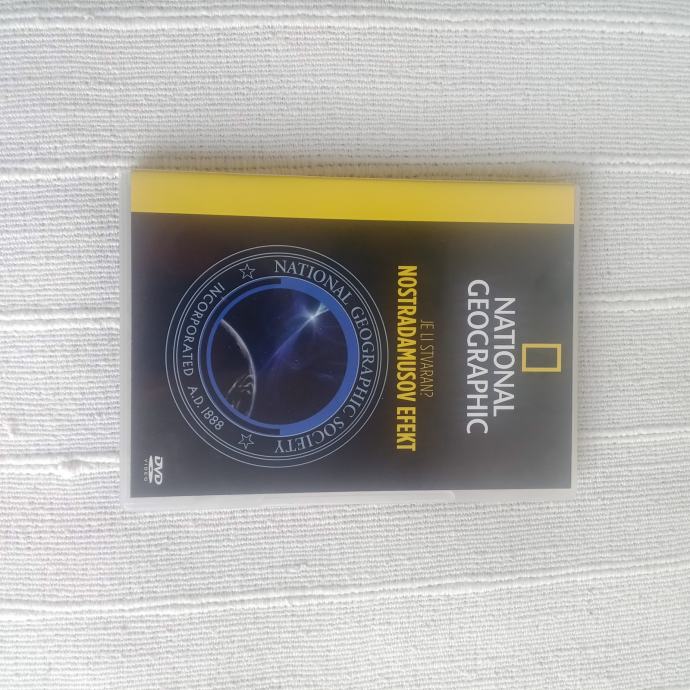 NATIONAL
GEOGRAPHIC
JE LI STVARAN?
NOSTRADAMUSOV EFEKT
NATIONAL GEOGRAPHIC SOCIETY
INCORPORATED A.D. 1888
DVD
VIDEO